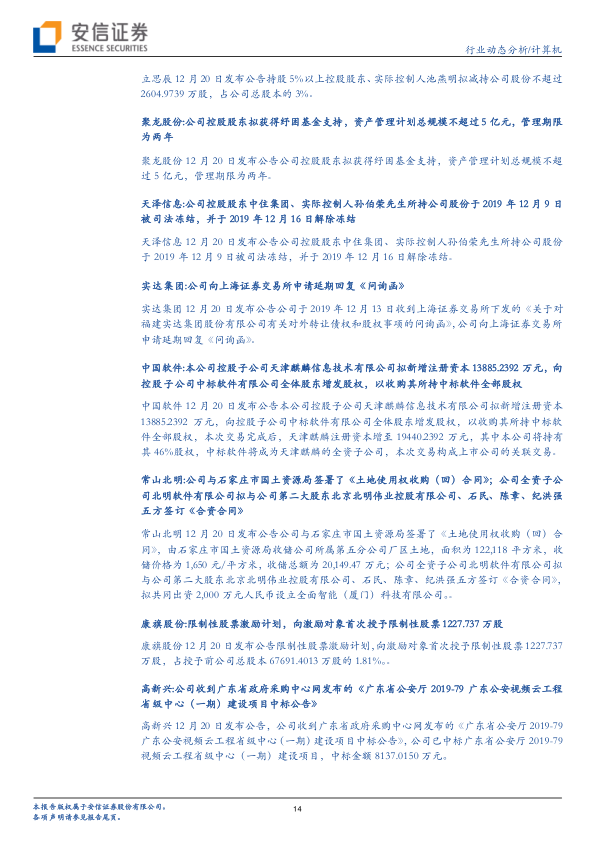 安信证券
ESSENCE SECURITIES
行业动态分析/计算机
立思辰 12 月 20 日发布公告持股 5%以上控股股东、实际控制人池燕明拟减持公司股份不超过
2604.9739 万股，占公司总股本的 3%。
聚龙股份:公司控股股东拟获得纾困基金支持，资产管理计划总规模不超过 5 亿元，管理期限
为两年
聚龙股份 12 月 20 日发布公告公司控股股东拟获得纾困基金支持，资产管理计划总规模不超
过 5 亿元，管理期限为两年。
天泽信息:公司控股股东中住集团、实际控制人孙伯荣先生所持公司股份于 2019 年 12 月 9 日
被司法冻结，并于 2019 年 12 月 16 日解除冻结
天泽信息 12 月 20 日发布公告公司控股股东中住集团、实际控制人孙伯荣先生所持公司股份
于 2019 年 12 月 9 日被司法冻结，并于 2019 年 12 月 16 日解除冻结。
实达集团:公司向上海证券交易所申请延期回复《问询函》
实达集团 12 月 20 日发布公告公司于 2019 年 12 月 13 日收到上海证券交易所下发的《关于对
福建实达集团股份有限公司有关对外转让债权和股权事项的问询函》,公司向上海证券交易所
申请延期回复《问询函》。
中国软件:本公司控股子公司天津麒麟信息技术有限公司拟新增注册资本 13885.2392 万元，向
控股子公司中标软件有限公司全体股东增发股权，以收购其所持中标软件全部股权
中国软件 12 月 20 日发布公告本公司控股子公司天津麒麟信息技术有限公司拟新增注册资本
13885.2392 万元，向控股子公司中标软件有限公司全体股东增发股权，以收购其所持中标软
件全部股权，本次交易完成后，天津麒麟注册资本增至 19440.2392 万元，其中本公司将持有
其 46%股权，中标软件将成为天津麒麟的全资子公司，本次交易构成上市公司的关联交易。
常山北明:公司与石家庄市国土资源局签署了《土地使用权收购（回）合同》；公司全资子公
司北明软件有限公司拟与公司第二大股东北京北明伟业控股有限公司、石民、陈章、纪洪强
五方签订《合资合同》
常山北明 12 月 20 日发布公告公司与石家庄市国土资源局签署了《土地使用权收购（回）合
同》，由石家庄市国土资源局收储公司所属第五分公司厂区土地，面积为 122,118 平方米，收
储价格为 1,650 元/平方米，收储总额为 20,149.47 万元；公司全资子公司北明软件有限公司拟
与公司第二大股东北京北明伟业控股有限公司、石民、陈章、纪洪强五方签订《合资合同》,
拟共同出资 2,000 万元人民币设立全面智能（厦门）科技有限公司。。
康旗股份:限制性股票激励计划，向激励对象首次授予限制性股票 1227.737 万股
康旗股份 12 月 20 日发布公告限制性股票激励计划,向激励对象首次授予限制性股票 1227.737
万股，占授予前公司总股本 67691.4013 万股的 1.81%。。
高新兴:公司收到广东省政府采购中心网发布的《广东省公安厅 2019-79 广东公安视频云工程
省级中心（一期）建设项目中标公告》
高新兴 12 月 20 日发布公告，公司收到广东省政府采购中心网发布的《广东省公安厅 2019-79
广东公安视频云工程省级中心（一期）建设项目中标公告》，公司已中标广东省公安厅 2019-79
视频云工程省级中心（一期）建设项目，中标金额 8137.0150 万元。
本报告版权属于安信证券股份有限公司。
14
各项声明请参见报告尾页。